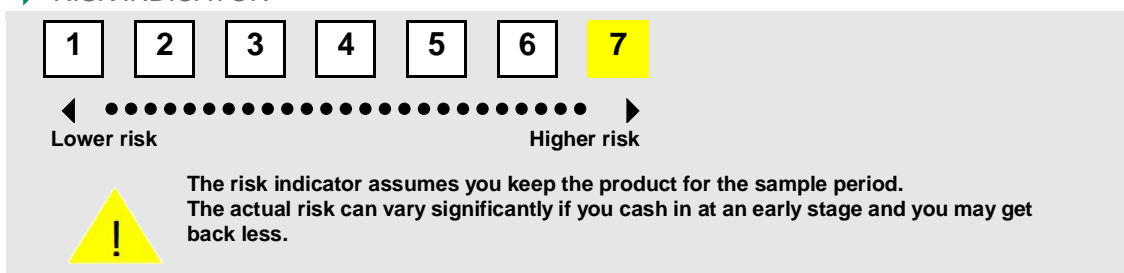 RISK INDICATOR
1 2 3 4 5 6 7
Lower risk Higher risk
The risk indicator assumes you keep the product for the sample period.
The actual risk can vary significantly if you cash in at an early stage and you may get
back less.
!